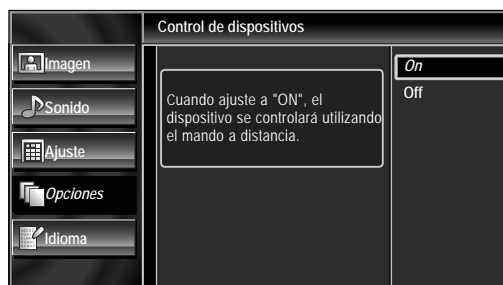 Control de dispositivos
Imagen
Sonido
Ajuste
Opciones
Idioma
Cuando ajuste a "ON", el
dispositivo se controlará utilizando
el mando a distancia.
On
Off